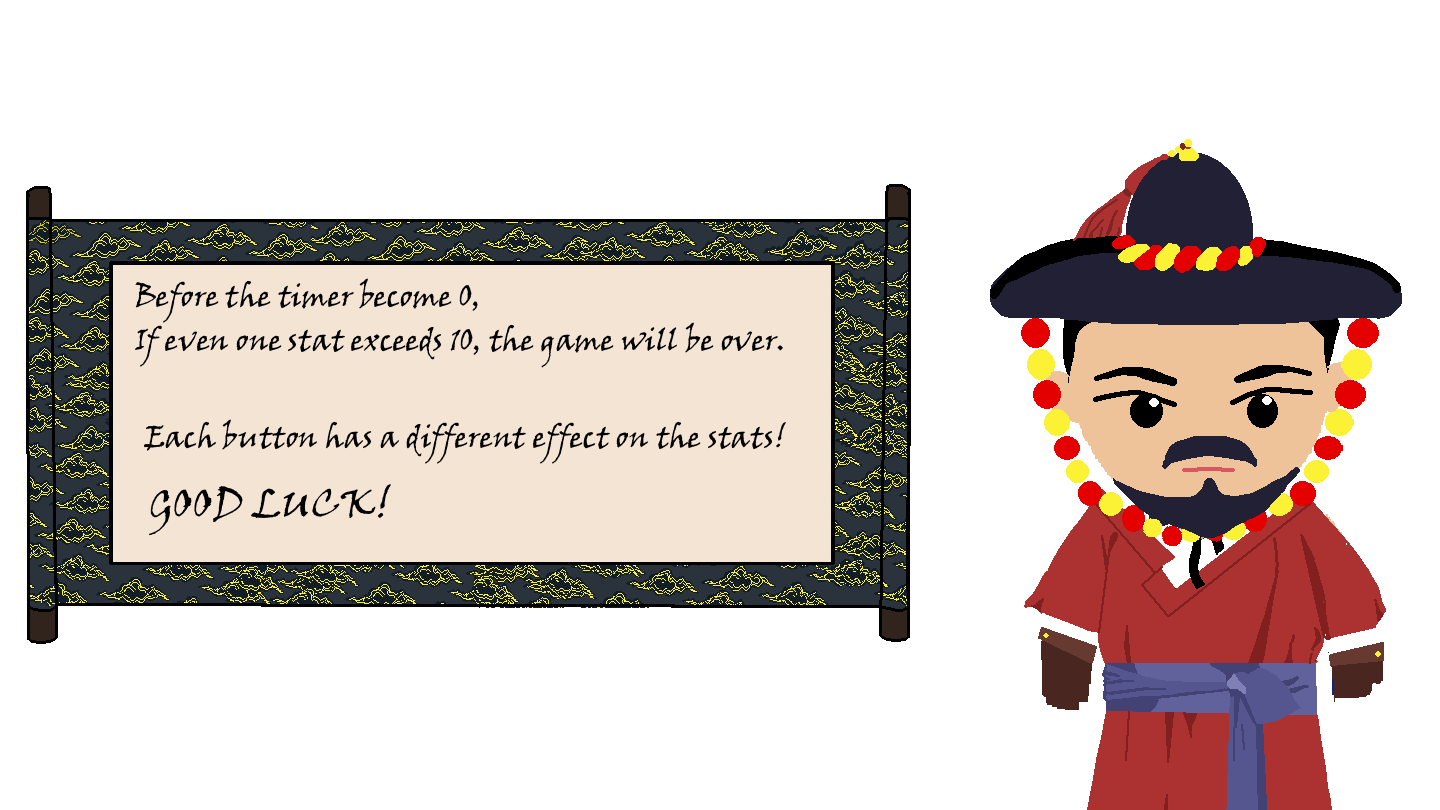 Before the timer become 0,
If even one stat exceeds 10, the game will be over.
Each button has a different effect on the stats!
GOOD LUCK!